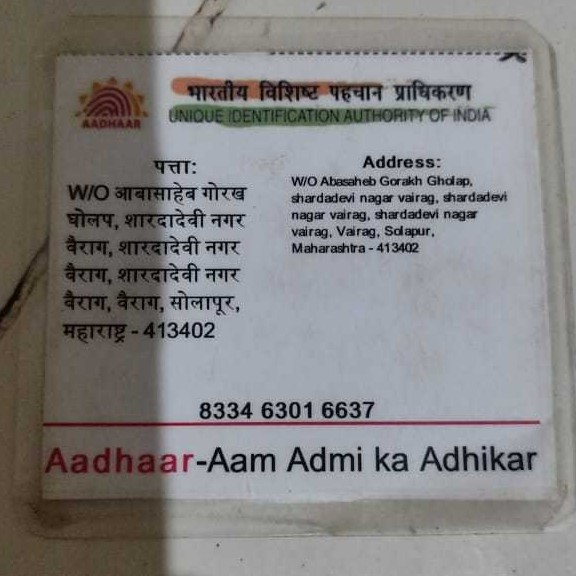 भारतीय विशिष्ट पहचान प्राधिकरण
AADHAAR
UNIQUE IDENTIFICATION AUTHORITY OF INDIA
पत्ता:
W/O आबासाहेब गोरख
घोलप, शारदादेवी नगर
वैराग, शारदादेवी नगर
वैराग, शारदादेवी नगर
वैराग, वैराग, सोलापूर,
महाराष्ट्र - 413402
Address:
W/O Abasaheb Gorakh Gholap,
shardadevi nagar vairag, shardadevi
nagar vairag, shardadevi nagar
vairag, Vairag, Solapur,
Maharashtra - 413402
8334 6301 6637
Aadhaar-Aam Admi ka Adhikar